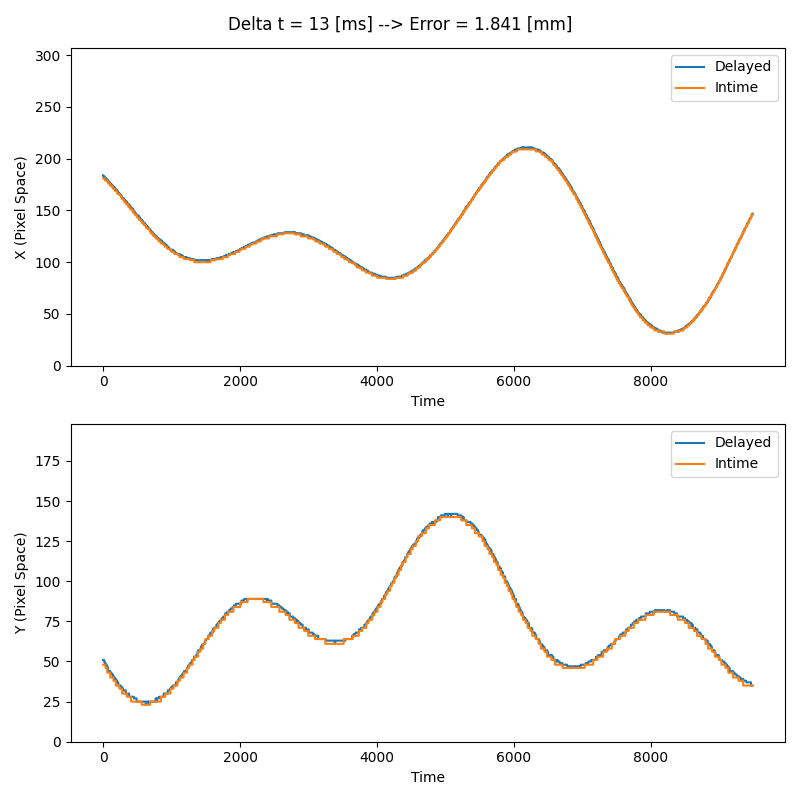 Delta t = 13 [ms] --> Error = 1.841 [mm]
300
250
200
150
100
50
0
X (Pixel Space)
Delayed
Intime
0 2000 4000 6000 8000
Time
175
150
125
100
75
50
25
0
Y (Pixel Space)
Delayed
Intime
0 2000 4000 6000 8000
Time